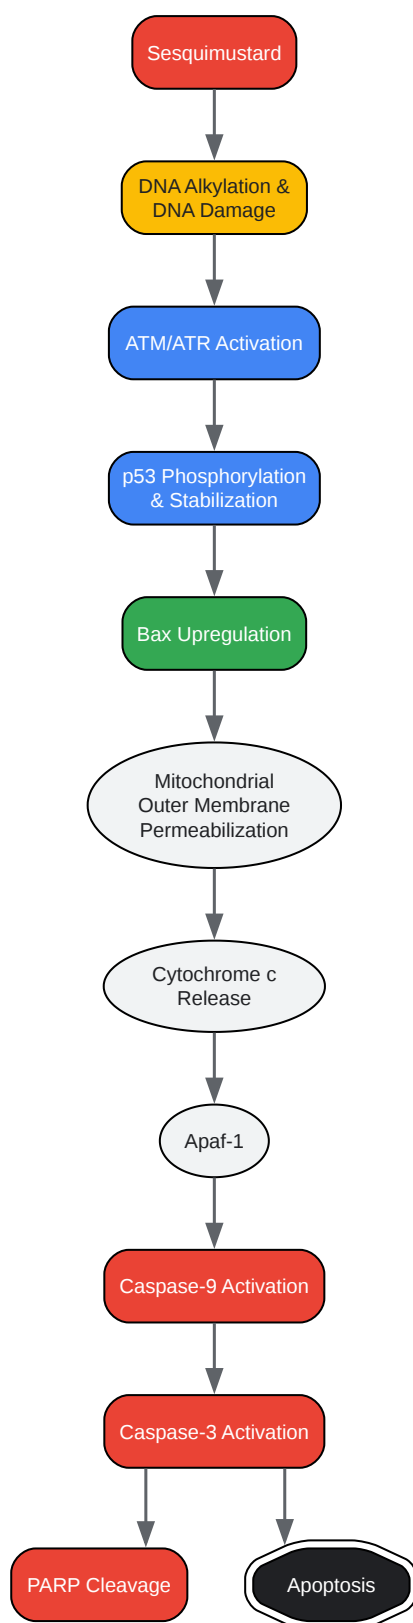 Sesquimustard
DNA Alkylation &
DNA Damage
ATM/ATR Activation
p53 Phosphorylation
& Stabilization
Bax Upregulation
Mitochondrial
Outer Membrane
Permeabilization
Cytochrome c
Release
Apaf-1
Caspase-9 Activation
Caspase-3 Activation
PARP Cleavage
Apoptosis